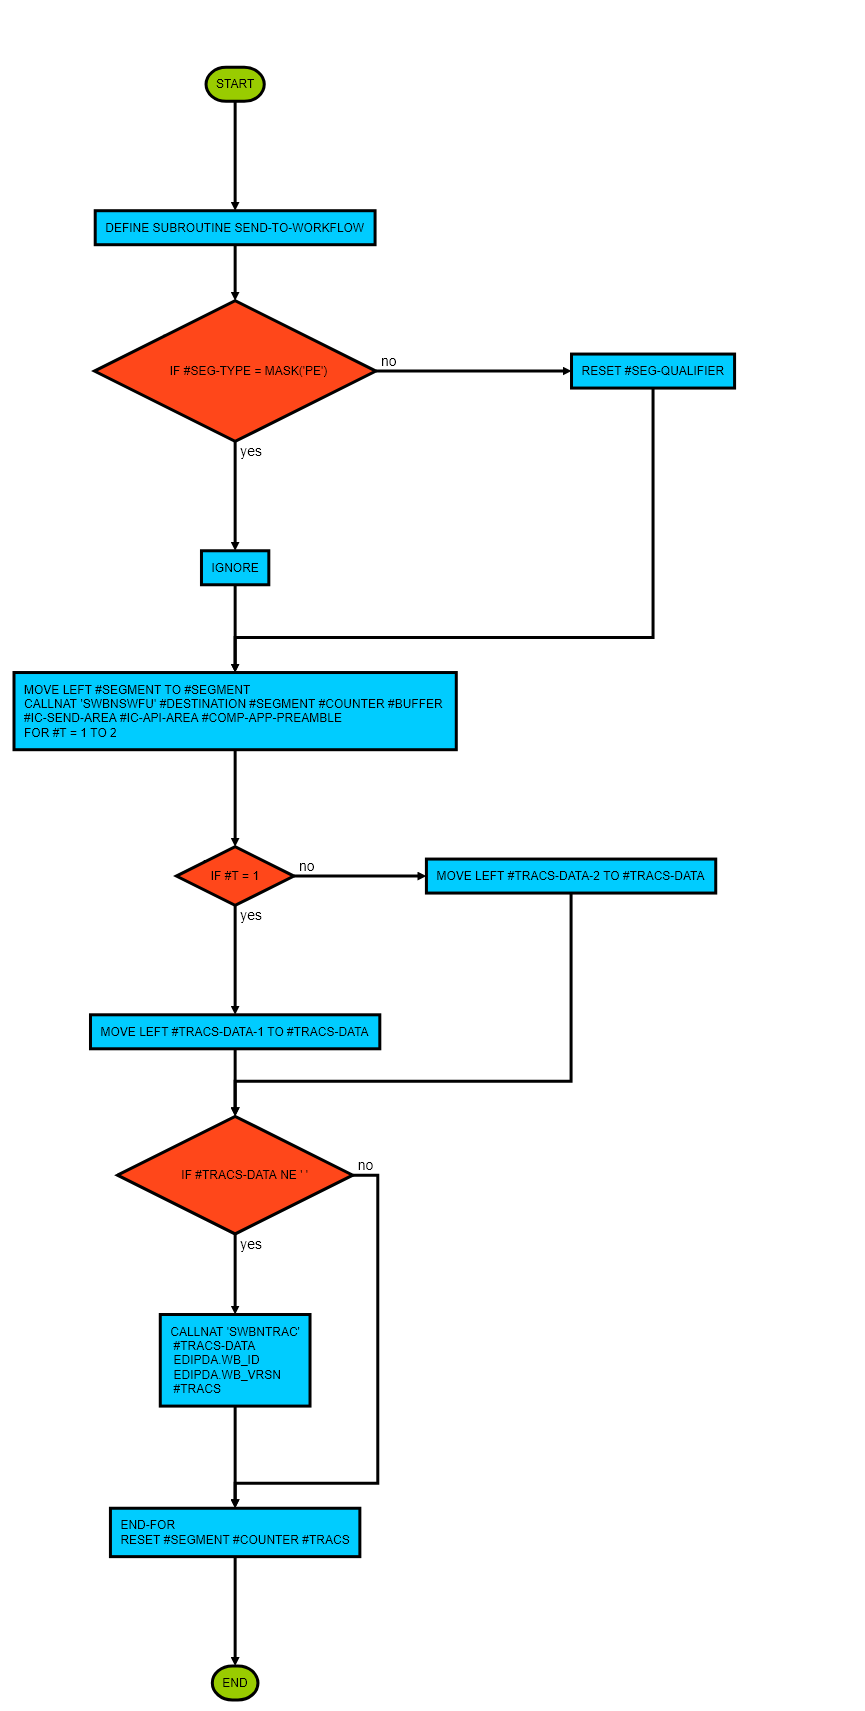 START
DEFINE SUBROUTINE SEND-TO-WORKFLOW
IF #SEG-TYPE = MASK('PE')
no
RESET #SEG-QUALIFIER
yes
IGNORE
MOVE LEFT #SEGMENT TO #SEGMENT
CALLNAT 'SWBNSWFU' #DESTINATION #SEGMENT #COUNTER #BUFFER
#IC-SEND-AREA #IC-API-AREA #COMP-APP-PREAMBLE
FOR #T = 1 TO 2
IF #T = 1
no
MOVE LEFT #TRACS-DATA-2 TO #TRACS-DATA
yes
MOVE LEFT #TRACS-DATA-1 TO #TRACS-DATA
IF #TRACS-DATA NE ' '
no
yes
CALLNAT 'SWBNTRAC'
#TRACS-DATA
EDIPDA.WB_ID
EDIPDA.WB_VRSN
#TRACS
END-FOR
RESET #SEGMENT #COUNTER #TRACS
END